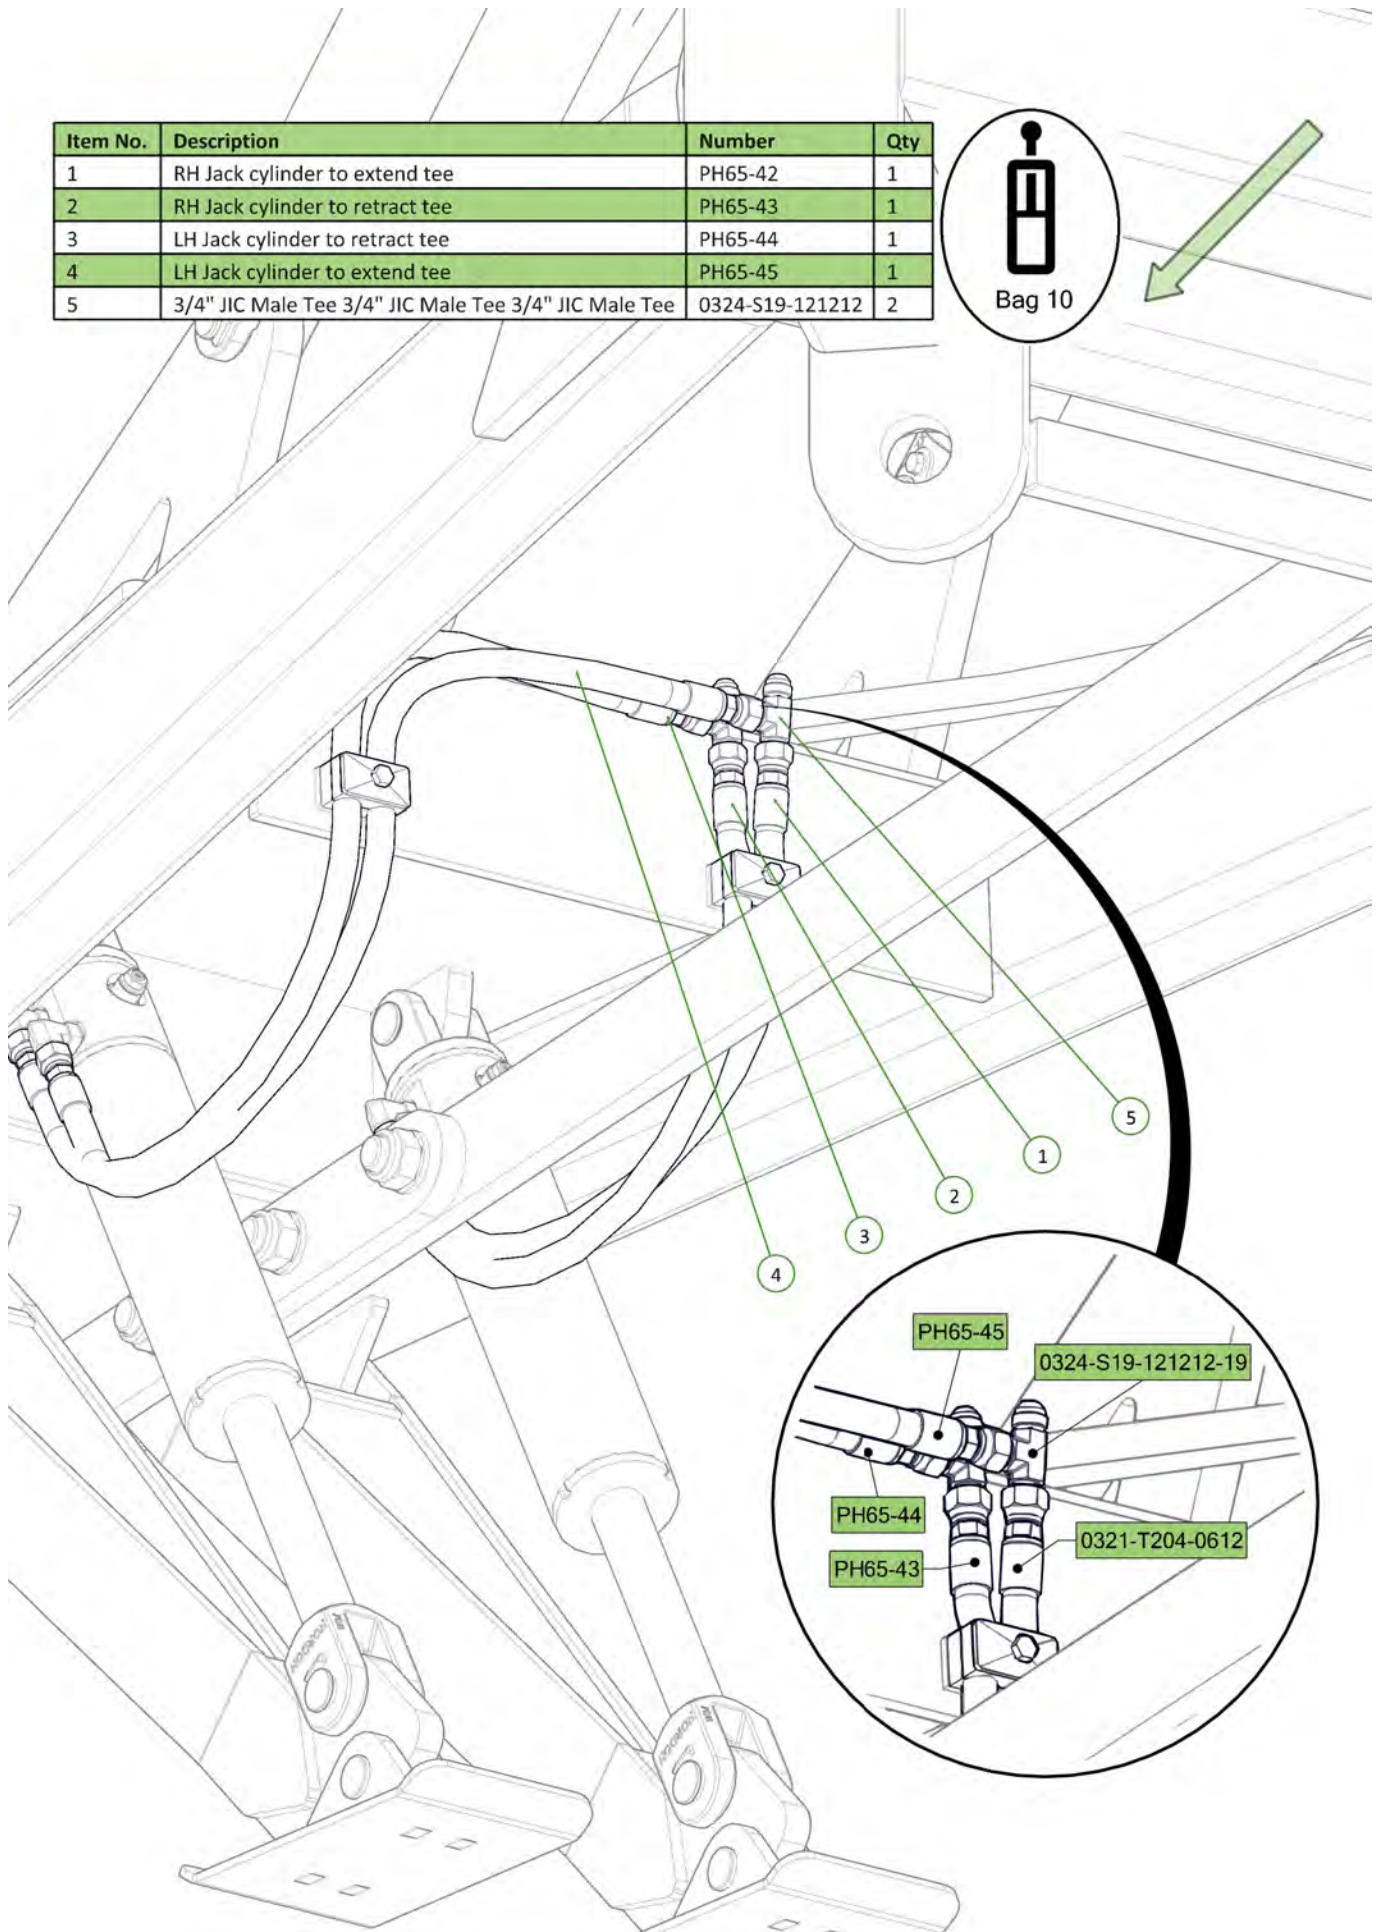 Item No. Description Number Qty
1 RH Jack cylinder to extend tee PH65-42 1
2 RH Jack cylinder to retract tee PH65-43 1
3 LH Jack cylinder to retract tee PH65-44 1
4 LH Jack cylinder to extend tee PH65-45 1
5 3/4" JIC Male Tee 3/4" JIC Male Tee 3/4" JIC Male Tee 0324-S19-121212 2
Bag 10
5
1
2
3
4
PH65-45
0324-S19-121212-19
PH65-44
0321-T204-0612
PH65-43